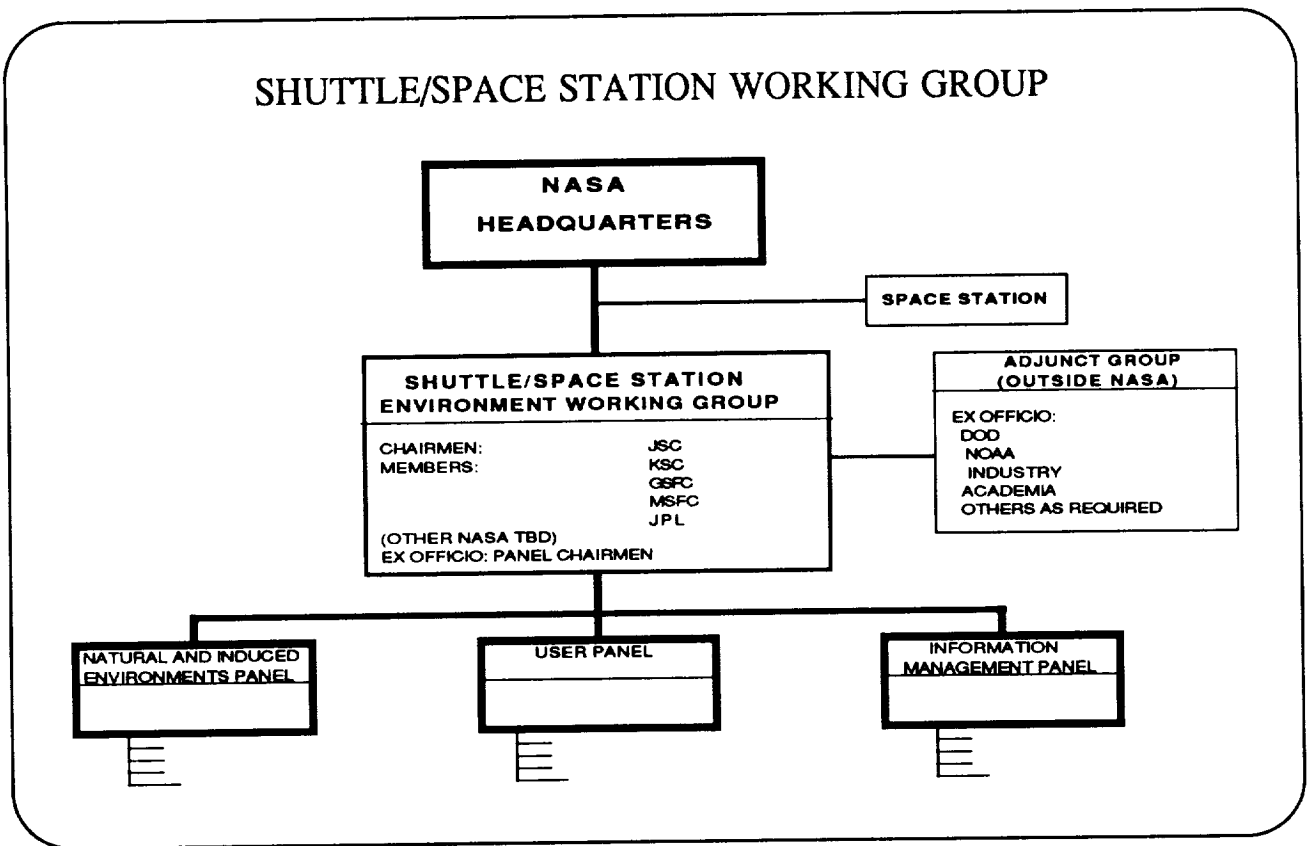 SHUTTLE/SPACE STATION WORKING GROUP
NASA
HEADQUARTERS
SPACE STATION
SHUTTLE/SPACE STATION
ENVIRONMENT WORKING GROUP
CHAIRMEN: JSC
MEMBERS: KSC
GSFC
MSFC
JPL
(OTHER NASA TBD)
EX OFFICIO: PANEL CHAIRMEN
ADJUNCT GROUP
(OUTSIDE NASA)
EX OFFICIO:
DOD
NOAA
INDUSTRY
ACADEMIA
OTHERS AS REQUIRED
NATURAL AND INDUCED
ENVIRONMENTS PANEL
USER PANEL
INFORMATION
MANAGEMENT PANEL